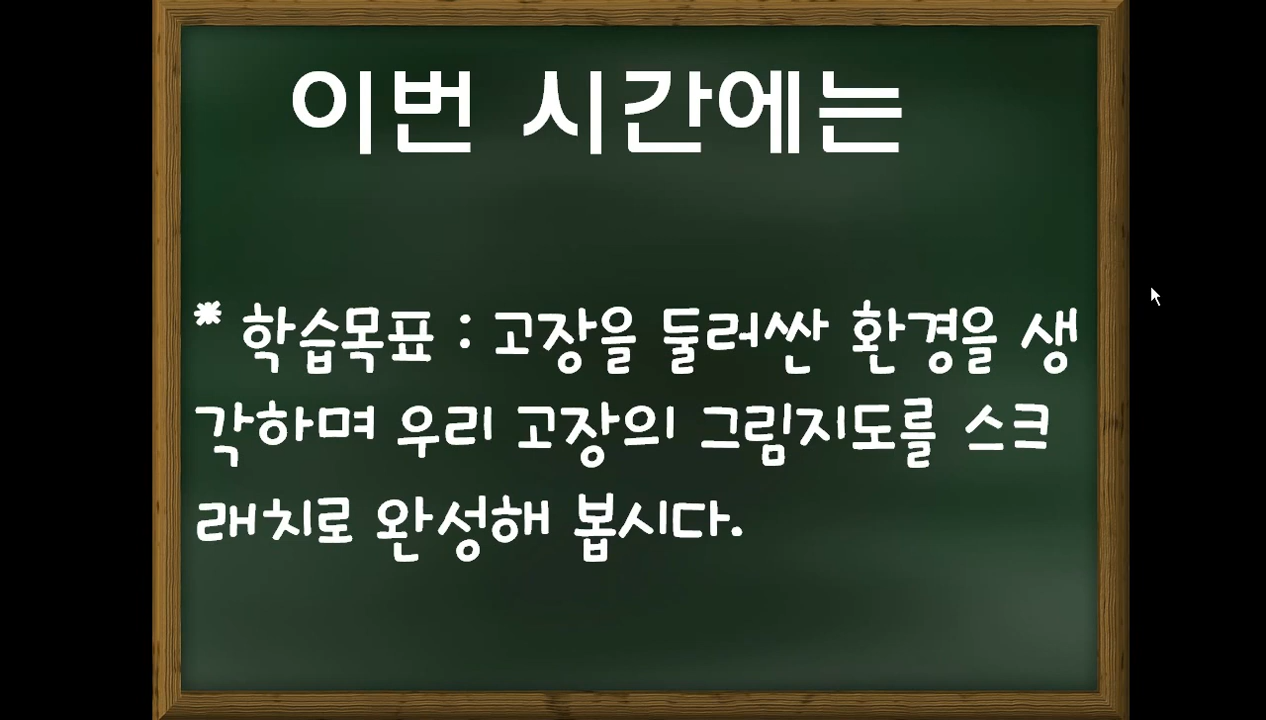 이번 시간에는
* 학습목표 : 고장을 둘러싼 환경을 생
각하며 우리 고장의 그림지도를 스크
래치로 완성해 봅시다.